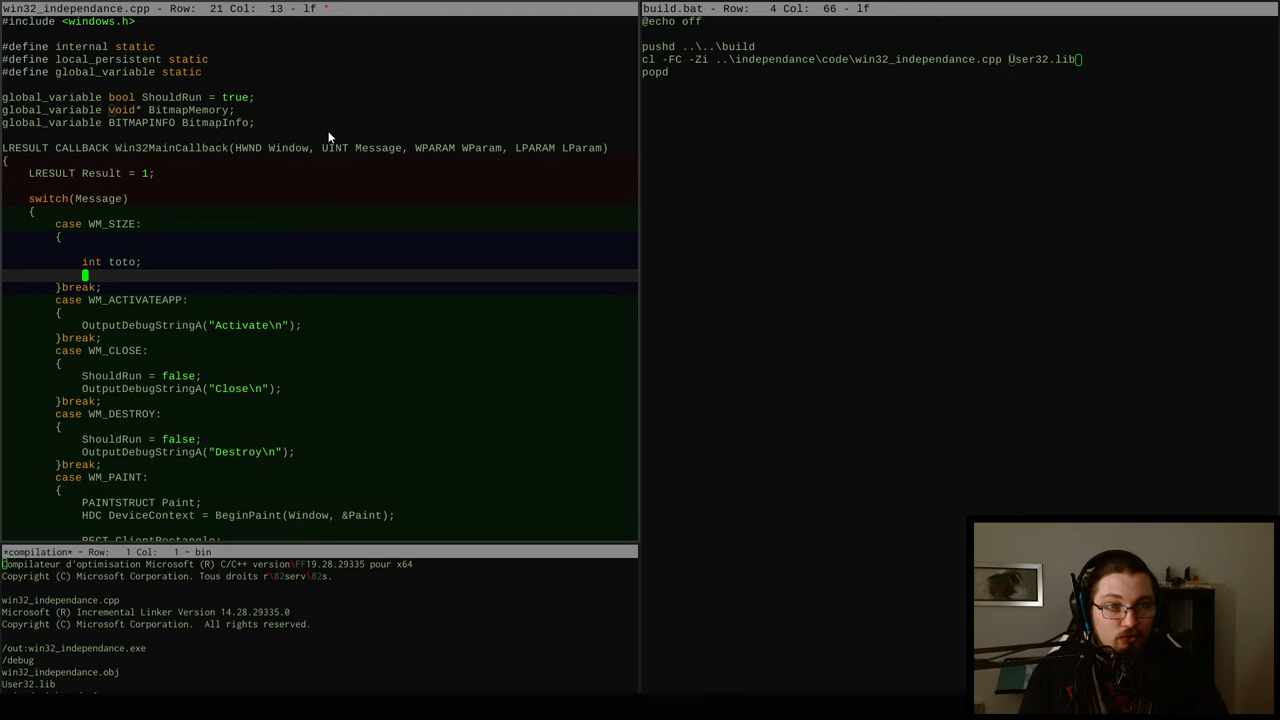 win32_independance.cpp - Row:  21 Col:  13 - lf *
#include <windows.h>
#define internal static
#define local_persistent static
#define global_variable static
global_variable bool ShouldRun = true;
global_variable void* BitmapMemory;
global_variable BITMAPINFO BitmapInfo;
LRESULT CALLBACK Win32MainCallback(HWND Window, UINT Message, WPARAM WParam, LPARAM LParam)
{
    LRESULT Result = 1;
    switch(Message)
    {
        case WM_SIZE:
        {
            int toto;
        }break;
        case WM_ACTIVATEAPP:
        {
            OutputDebugStringA("Activate\n");
        }break;
        case WM_CLOSE:
        {
            ShouldRun = false;
            OutputDebugStringA("Close\n");
        }break;
        case WM_DESTROY:
        {
            ShouldRun = false;
            OutputDebugStringA("Destroy\n");
        }break;
        case WM_PAINT:
        {
            PAINTSTRUCT Paint;
            HDC DeviceContext = BeginPaint(Window, &Paint);
            RECT ClientRectangle;
*compilation* - Row:   1 Col:   1 - bin
Compilateur d'optimisation Microsoft (R) C/C++ version\FF19.28.29335 pour x64
Copyright (C) Microsoft Corporation. Tous droits r\82serv\82s.
win32_independance.cpp
Microsoft (R) Incremental Linker Version 14.28.29335.0
Copyright (C) Microsoft Corporation.  All rights reserved.
/out:win32_independance.exe
/debug
win32_independance.obj
User32.lib
build.bat - Row:   4 Col:  66 - lf
@echo off
pushd ..\..\build
cl -FC -Zi ..\independance\code\win32_independance.cpp User32.lib
popd